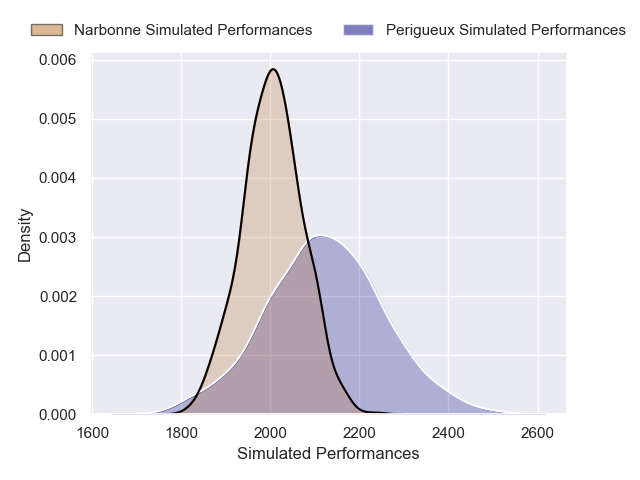 Narbonne Simulated Performances Perigueux Simulated Performances
0.006
0.005
0.004
0.003
0.002
0.001
0.000
Density
1600 1800 2000 2200 2400 2600
Simulated Performances